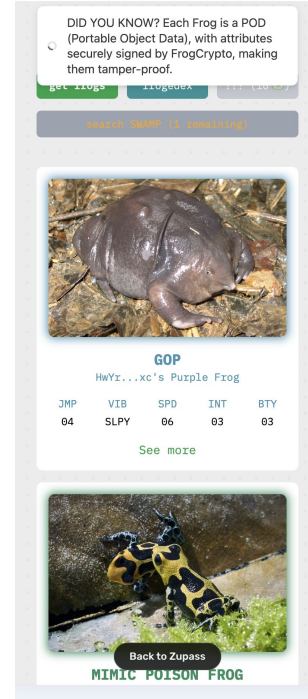 DID YOU KNOW? Each Frog is a POD
(Portable Object Data), with attributes
securely signed by FrogCrypto, making
them tamper-proof.
get frogs
frogedex
search SWAMP (1 remaining)
GOP
HwYr...xc's Purple Frog
JMP VIB SPD INT BTY
04 SLPY 06 03 03
See more
Back to Zupass
MIMIC POISON FROG